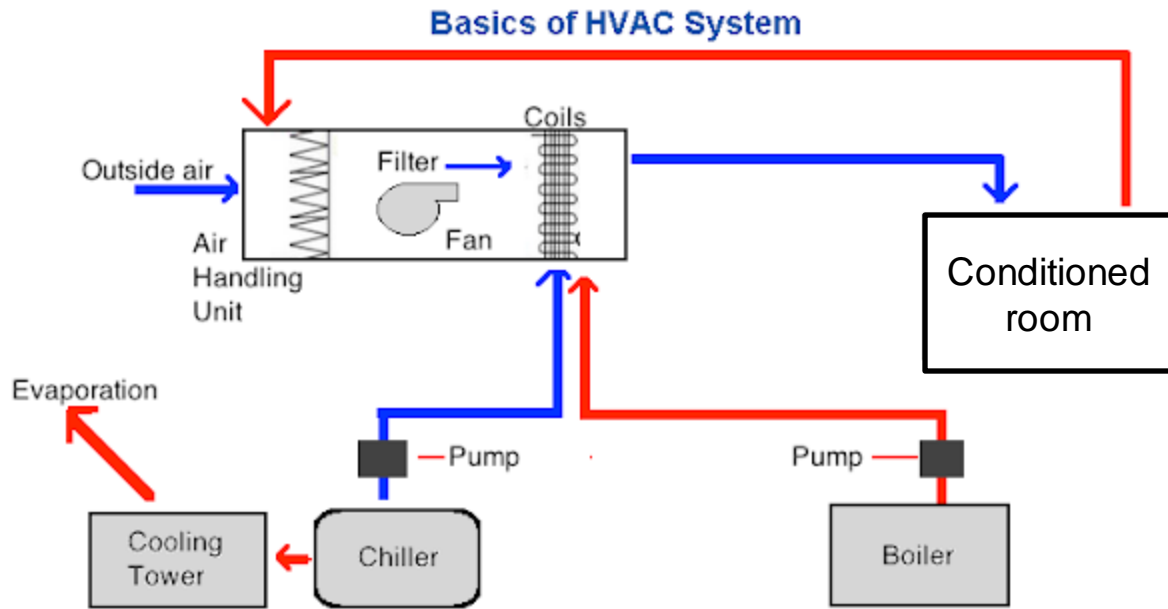 Basics of HVAC System
Coils
Outside air
Filter
Fan
Air
Handling
Unit
Conditioned
room
Evaporation
Pump
Pump
Cooling
Tower
Chiller
Boiler